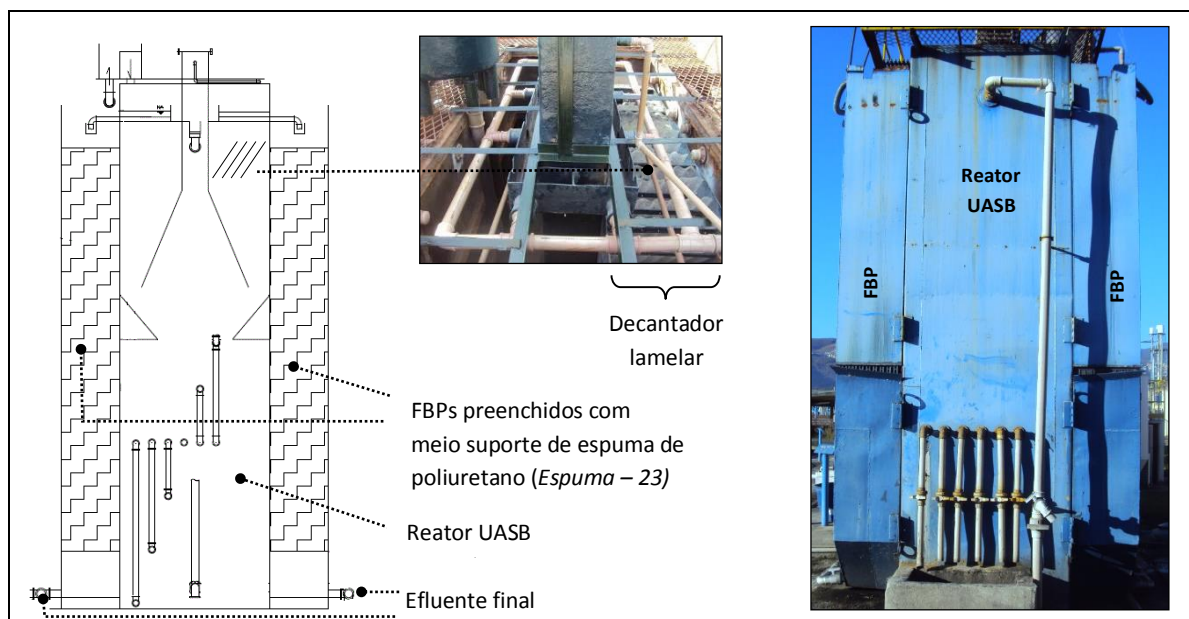 NA
Decantador
lamelar
FBPs preenchidos com
meio suporte de espuma de
poliuretano (Espuma – 23)
Reator UASB
Efluente final
Reator
UASB
FBP
FBP